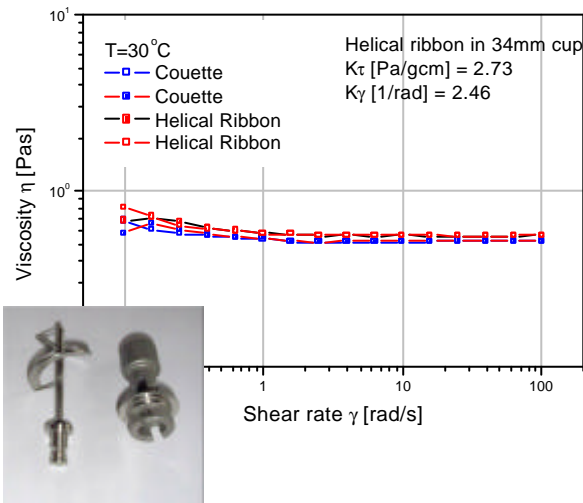 10¹
T=30°C
Couette
Couette
Helical Ribbon
Helical Ribbon
Helical ribbon in 34mm cup
Kτ [Pa/gcm] = 2.73
Kγ [1/rad] = 2.46
10⁰
Viscosity η [Pas]
1
10
100
Shear rate γ [rad/s]